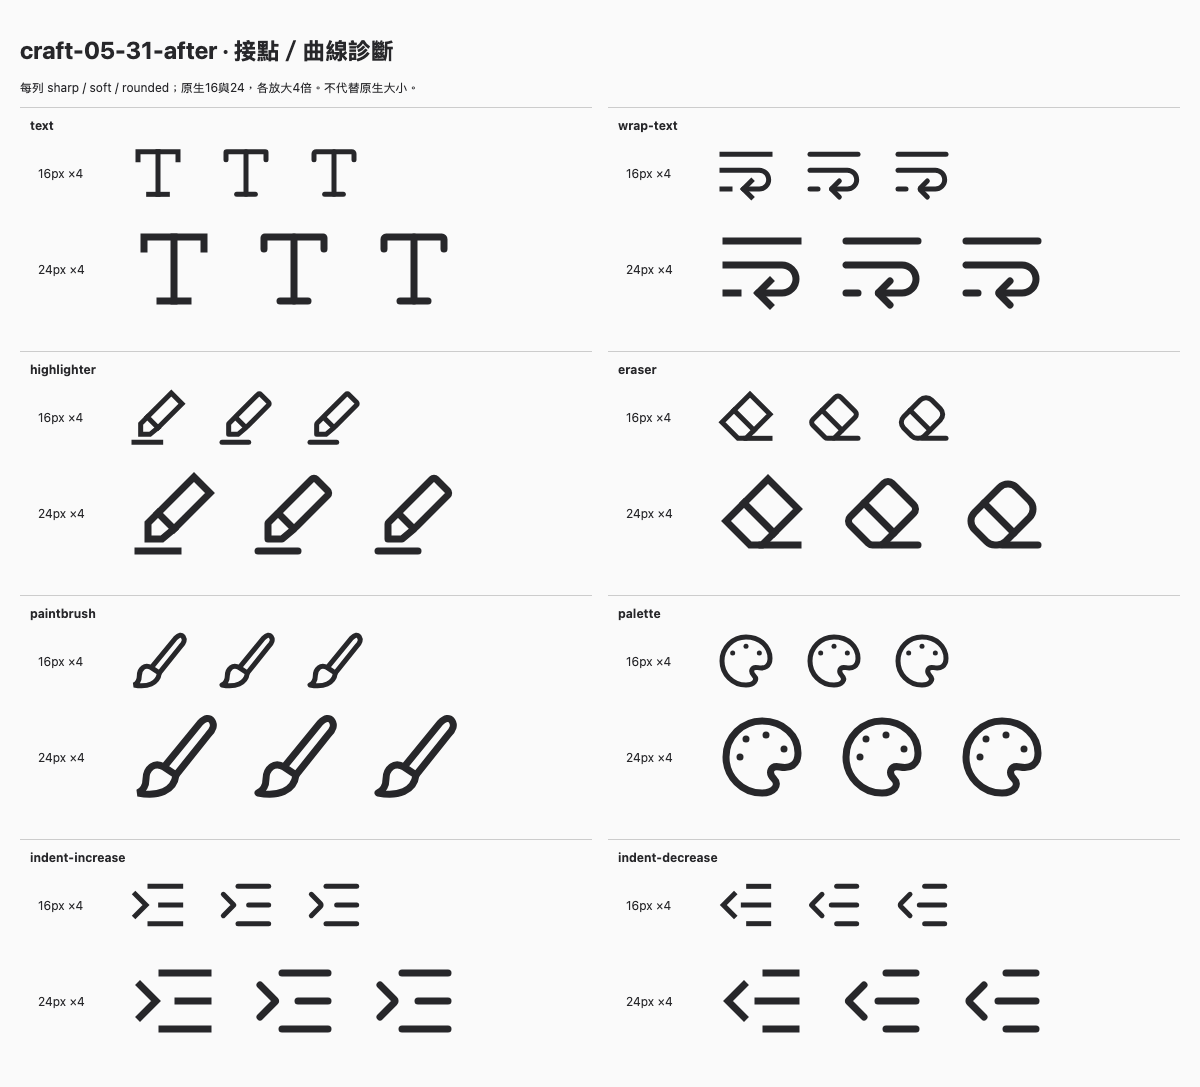 craft-05-31-after · 接點 / 曲線診斷
每列 sharp / soft / rounded；原生16與24，各放大4倍。不代替原生大小。
text
16px ×4
24px ×4
wrap-text
16px ×4
24px ×4
highlighter
16px ×4
24px ×4
eraser
16px ×4
24px ×4
paintbrush
16px ×4
24px ×4
palette
16px ×4
24px ×4
indent-increase
16px ×4
24px ×4
indent-decrease
16px ×4
24px ×4